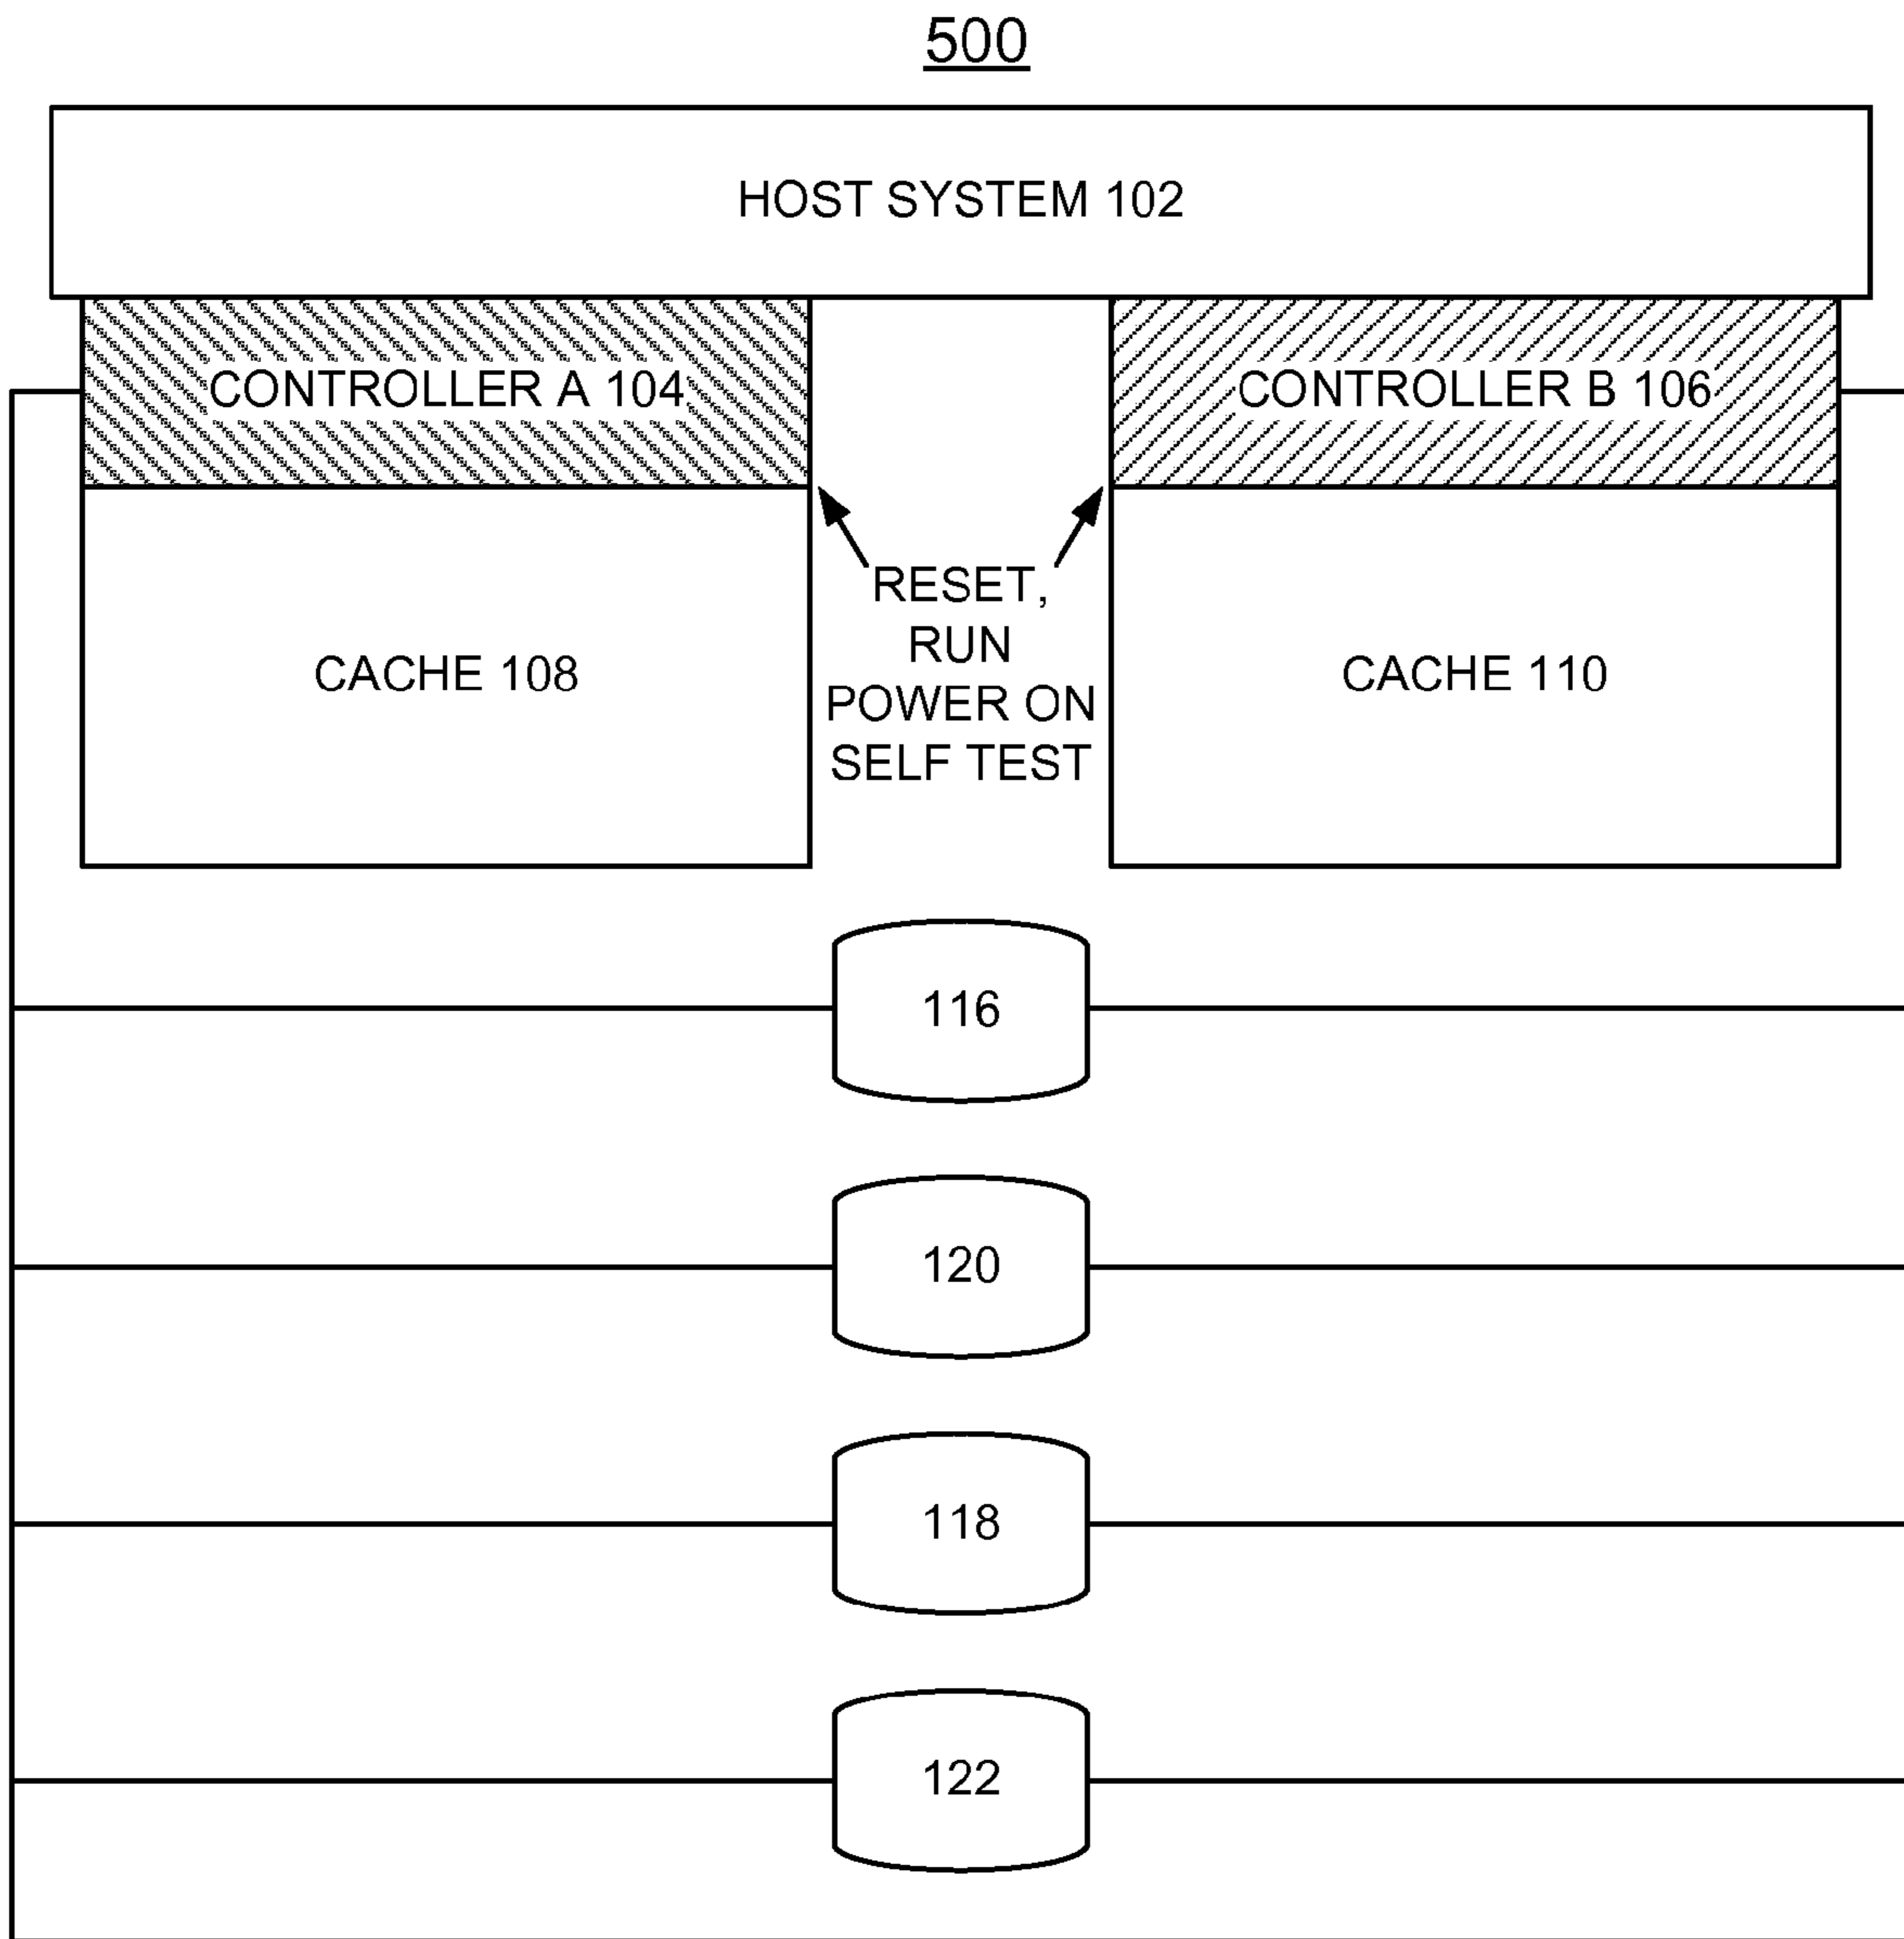 500
HOST SYSTEM 102
CONTROLLER A 104
CONTROLLER B 106
RESET,
RUN
POWER ON
SELF TEST
CACHE 108
CACHE 110
116
120
118
122